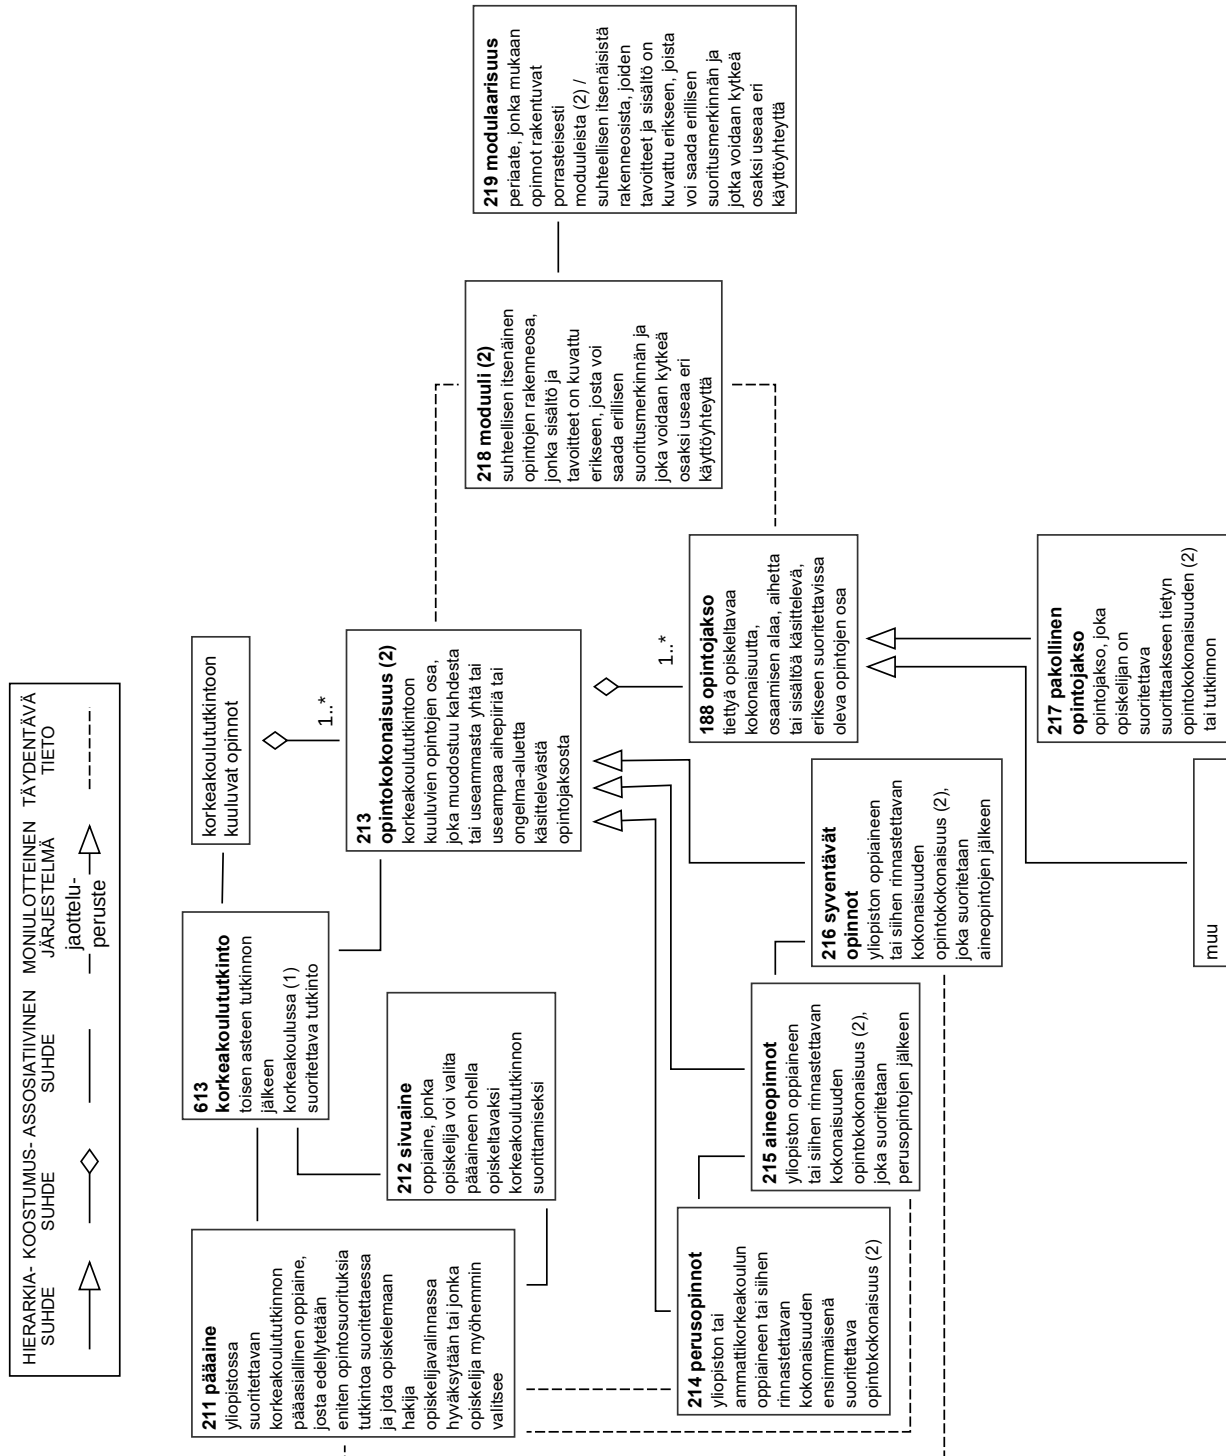 HIERARKIA-
SUHDE
KOOSTUMUS-
SUHDE
ASSOSIATIIVINEN
SUHDE
MONIULOTTEINEN
JÄRJESTELMÄ
TÄYDENTÄVÄ
TIETO
jaottelu-
peruste
211 pääaine
yliopistossa
suoritettavan
korkeakoulututkinnon
pääasiallinen oppiaine,
josta edellytetään
eniten opintosuorituksia
tutkintoa suoritettaessa
ja jota opiskelemaan
hakija
opiskelijavalinnassa
hyväksytään tai jonka
opiskelija myöhemmin
valitsee
613
korkeakoulututkinto
toisen asteen tutkinnon
jälkeen
korkeakoulussa (1)
suoritettava tutkinto
korkeakoulututkintoon
kuuluvat opinnot
1..*
212 sivuaine
oppiaine, jonka
opiskelija voi valita
pääaineen ohella
opiskeltavaksi
korkeakoulututkinnon
suorittamiseksi
213
opintokokonaisuus (2)
korkeakoulututkintoon
kuuluvien opintojen osa,
joka muodostuu kahdesta
tai useammasta yhtä tai
useampaa aihepiiriä tai
ongelma-aluetta
käsittelevästä
opintojaksosta
1..*
218 moduuli (2)
suhteellisen itsenäinen
opintojen rakenneosa,
jonka sisältö ja
tavoitteet on kuvattu
erikseen, josta voi
saada erillisen
suoritusmerkinnän ja
joka voidaan kytkeä
osaksi useaa eri
käyttöyhteyttä
219 modulaarisuus
periaate, jonka mukaan
opinnot rakentuvat
porrasteisesti
moduuleista (2) /
suhteellisen itsenäisistä
rakenneosista, joiden
tavoitteet ja sisältö on
kuvattu erikseen, joista
voi saada erillisen
suoritusmerkinnän ja
jotka voidaan kytkeä
osaksi useaa eri
käyttöyhteyttä
214 perusopinnot
yliopiston tai
ammattikorkeakoulun
oppiaineen tai siihen
rinnastettavan
kokonaisuuden
ensimmäisenä
suoritettava
opintokokonaisuus (2)
215 aineopinnot
yliopiston oppiaineen
tai siihen rinnastettavan
kokonaisuuden
opintokokonaisuus (2),
joka suoritetaan
perusopintojen jälkeen
216 syventävät
opinnot
yliopiston oppiaineen
tai siihen rinnastettavan
kokonaisuuden
opintokokonaisuus (2),
joka suoritetaan
aineopintojen jälkeen
188 opintojakso
tiettyä opiskeltavaa
kokonaisuutta,
osaamisen alaa, aihetta
tai sisältöä käsittelevä,
erikseen suoritettavissa
oleva opintojen osa
217 pakollinen
opintojakso
opintojakso, joka
opiskelijan on
suoritettava
suorittaakseen tietyn
opintokokonaisuuden (2)
tai tutkinnon
muu